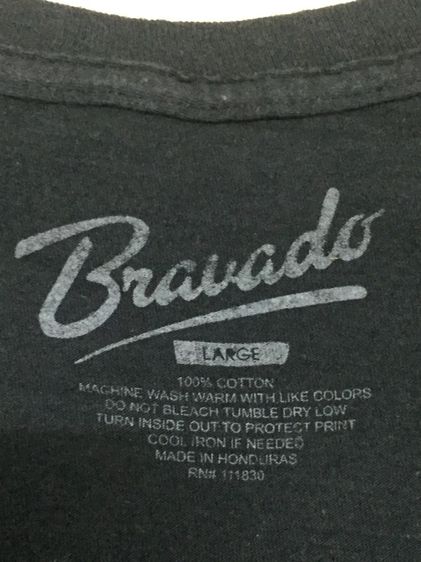 Bravado
LARGE
100% COTTON
MACHINE WASH WARM WITH LIKE COLORS
DO NOT BLEACH TUMBLE DRY LOW
TURN INSIDE OUT TO PROTECT PRINT
COOL IRON IF NEEDED
MADE IN HONDURAS
RN# 111830